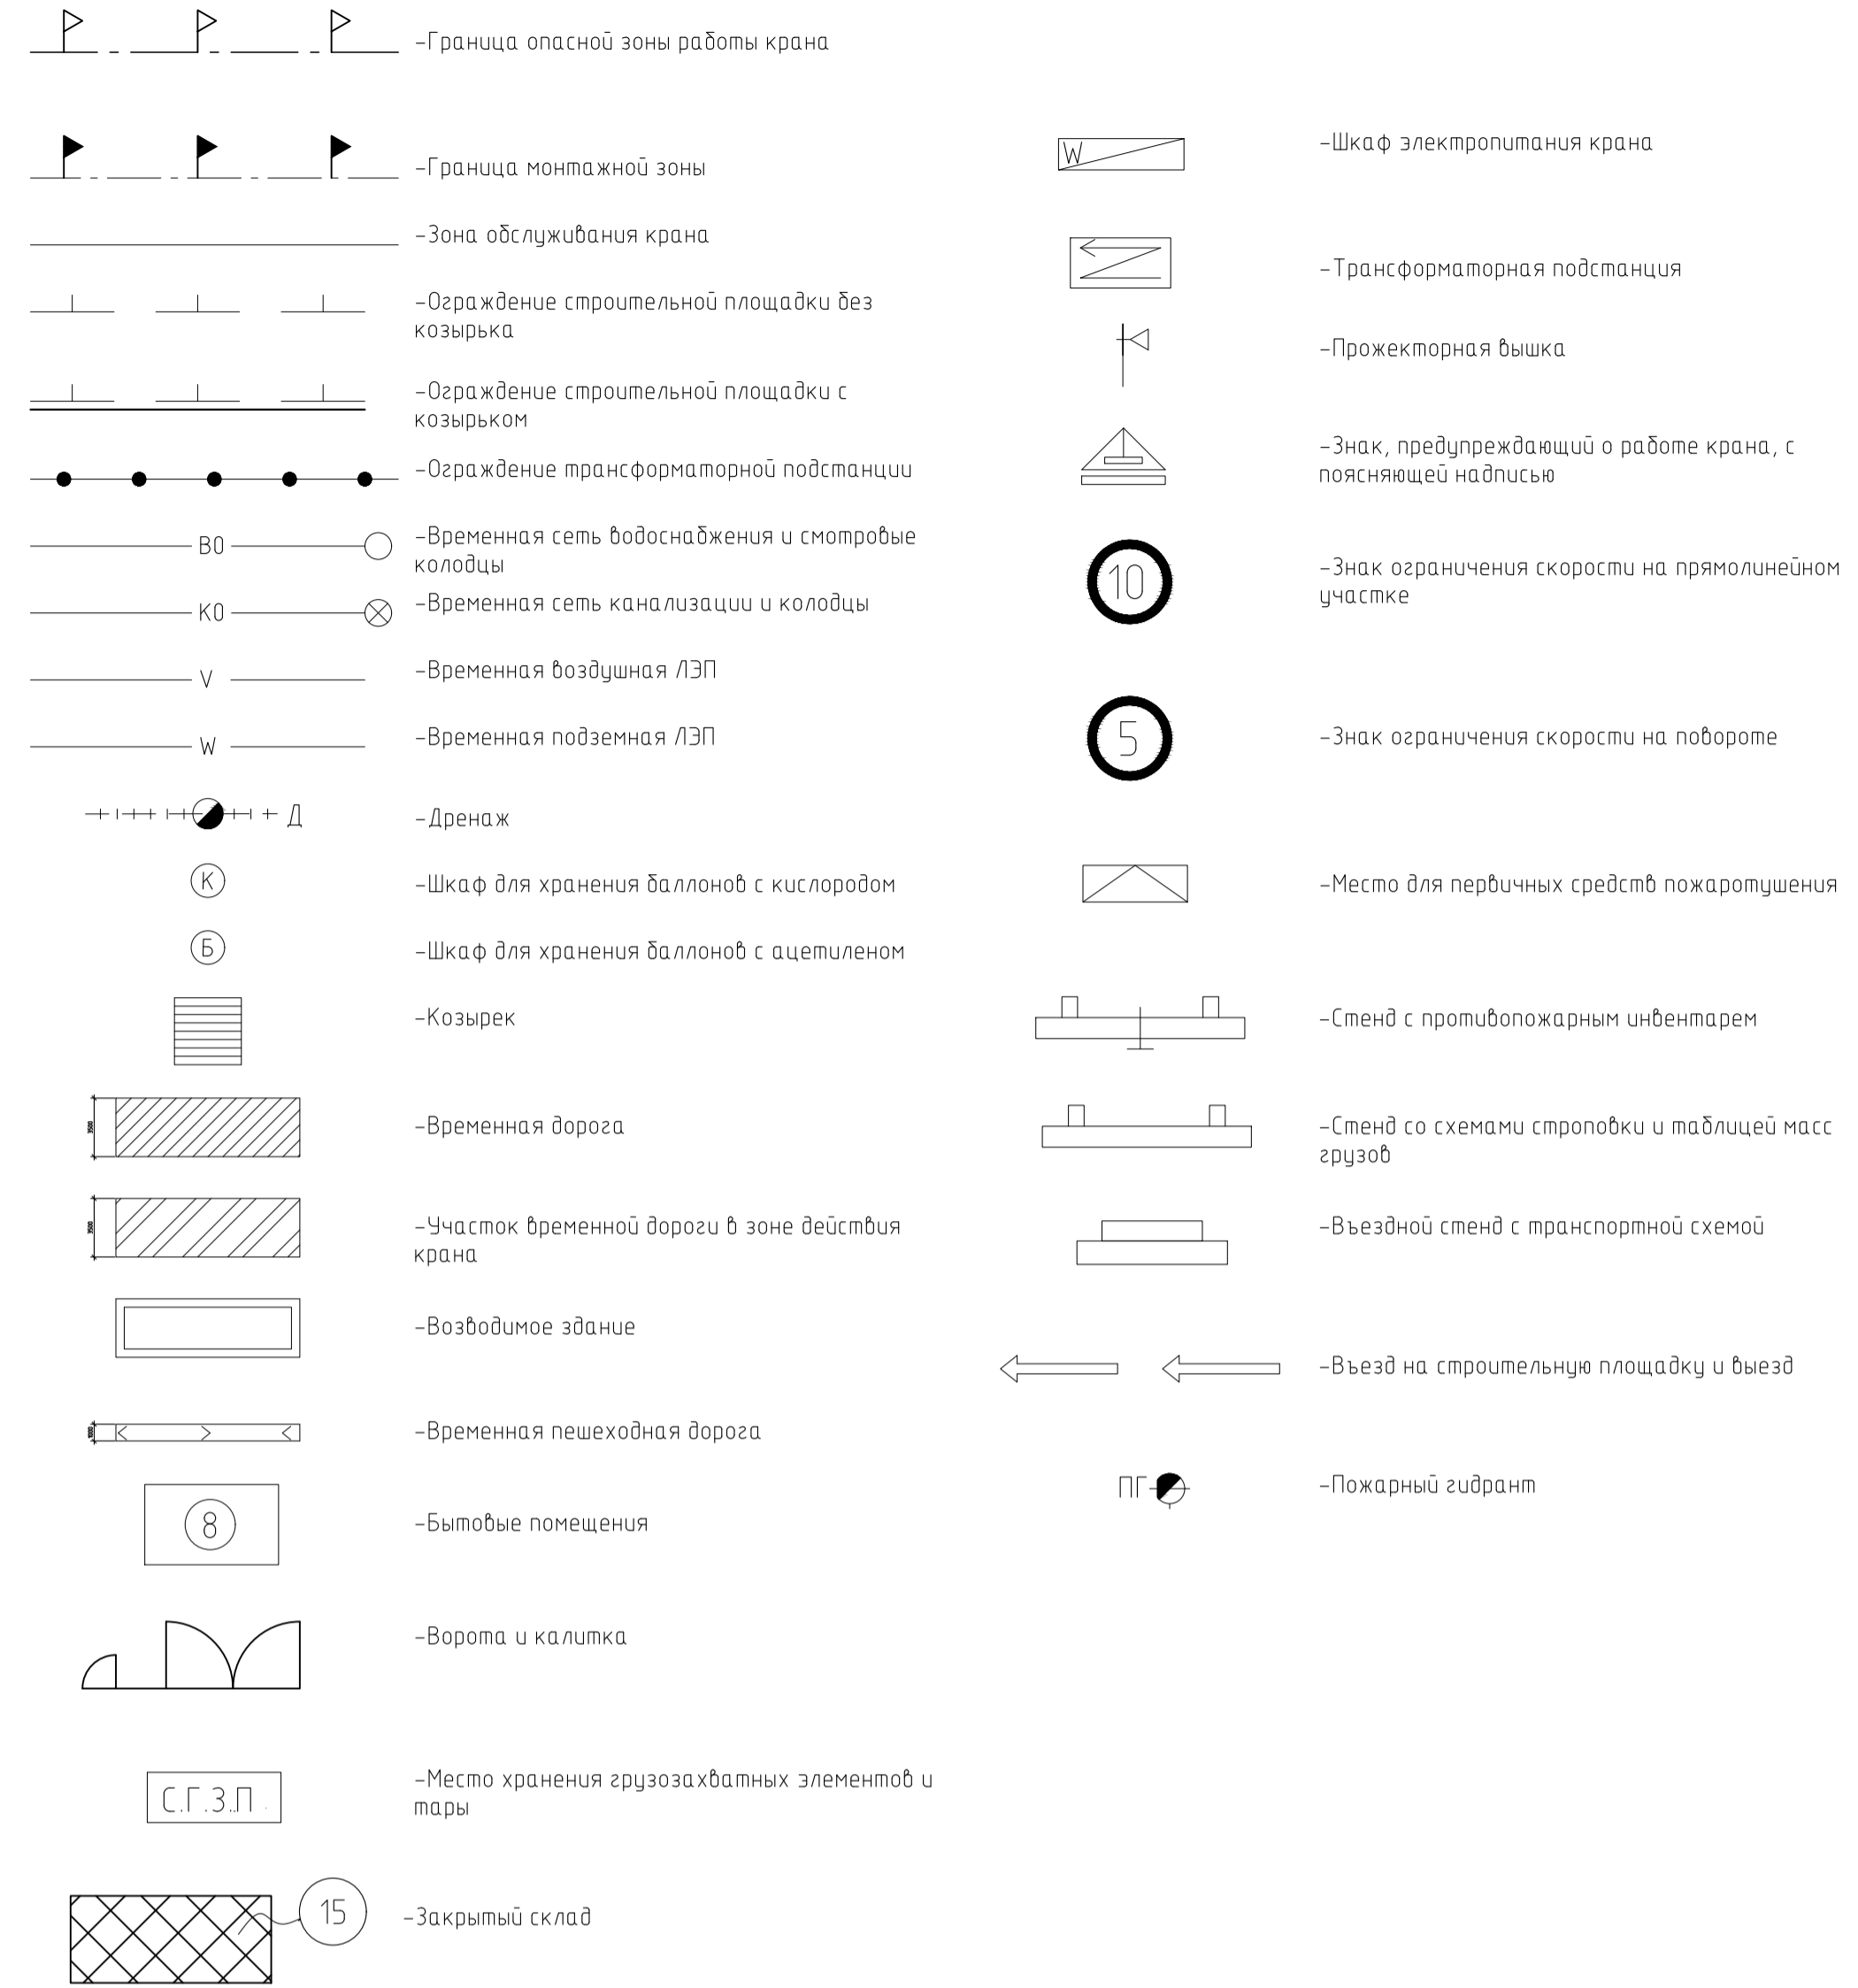 -Граница опасной зоны работы крана
-Граница монтажной зоны
-Зона обслуживания крана
-Ограждение строительной площадки без
козырька
-Ограждение строительной площадки с
козырьком
-Ограждение трансформаторной подстанции
В0
-Временная сеть водоснабжения и смотровые
колодцы
К0
-Временная сеть канализации и колодцы
V
-Временная воздушная ЛЭП
W
-Временная подземная ЛЭП
Д
-Дренаж
К
-Шкаф для хранения баллонов с кислородом
Б
-Шкаф для хранения баллонов с ацетиленом
-Козырек
3500
-Временная дорога
3500
-Участок временной дороги в зоне действия
крана
-Возводимое здание
1000
-Временная пешеходная дорога
8
-Бытовые помещения
-Ворота и калитка
С.Г.З..П .
-Место хранения грузозахватных элементов и
тары
15
-Закрытый склад
W
-Шкаф электропитания крана
-Трансформаторная подстанция
-Прожекторная вышка
-Знак, предупреждающий о работе крана, с
поясняющей надписью
10
-Знак ограничения скорости на прямолинейном
участке
5
-Знак ограничения скорости на повороте
-Место для первичных средств пожаротушения
-Стенд с противопожарным инвентарем
-Стенд со схемами строповки и таблицей масс
грузов
-Въездной стенд с транспортной схемой
-Въезд на строительную площадку и выезд
ПГ
-Пожарный гидрант